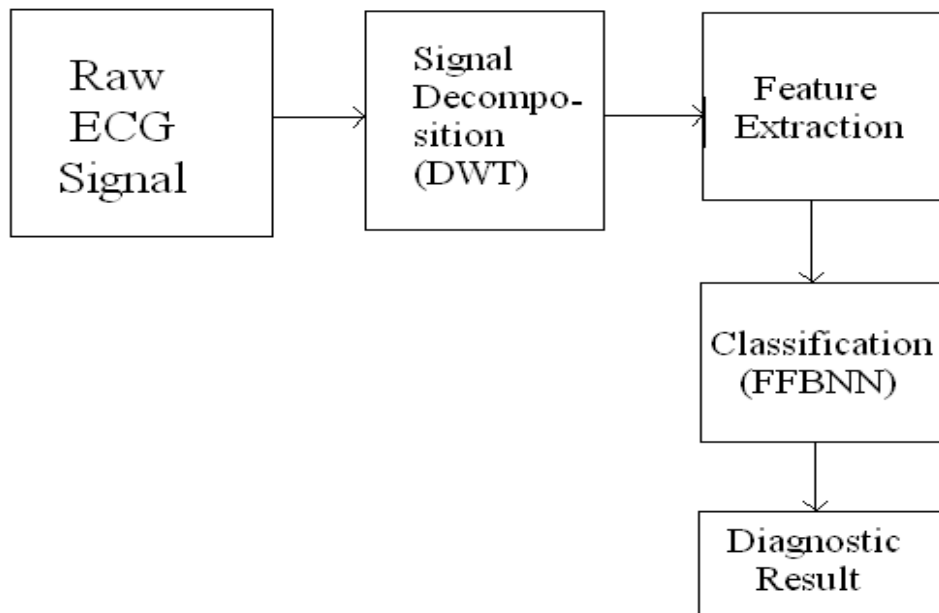 Raw
ECG
Signal
Signal
Decompo-
sition
(DWT)
Feature
Extraction
Classification
(FFBNN)
Diagnostic
Result